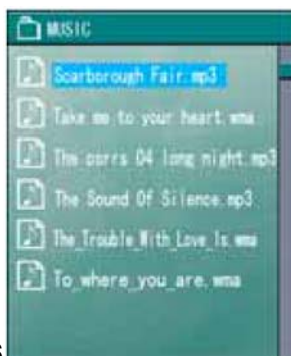 MUSIC
Scarborough Fair.mp3
Take me to your heart.wma
The corrs 04 long night.mp3
The Sound Of Silence.mp3
The_Trouble_With_Love_Is.wma
To_where_you_are.wma